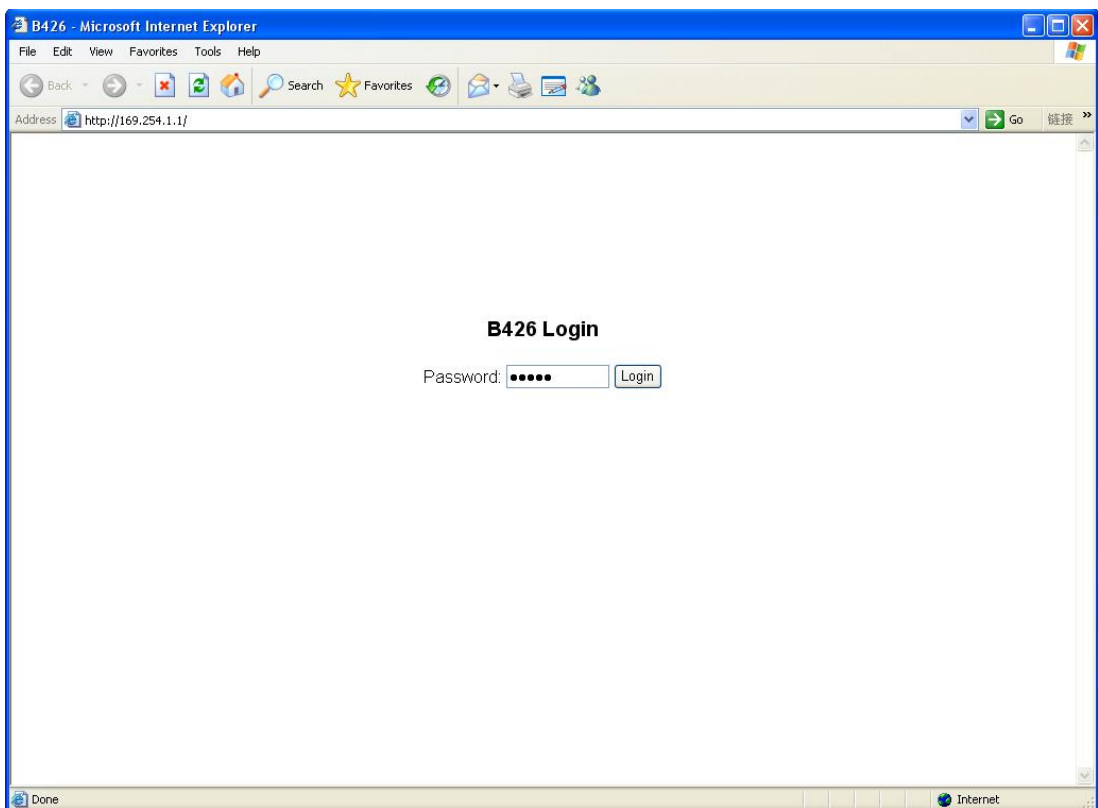 B426 - Microsoft Internet Explorer
File Edit View Favorites Tools Help
Back Search Favorites
Address http://169.254.1.1/ Go 链接 »
B426 Login
Password: ●●●●● Login
Done Internet